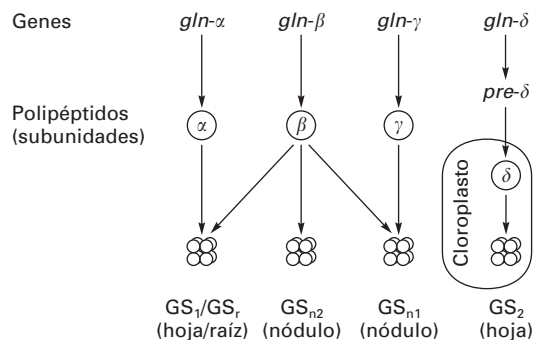 Genes gln-α gln-β gln-γ gln-δ
pre-δ
Polipéptidos
(subunidades)
α β γ δ
Cloroplasto
GS₁/GSᵣ GSₙ₂ GSₙ₁ GS₂
(hoja/raíz) (nódulo) (nódulo) (hoja)